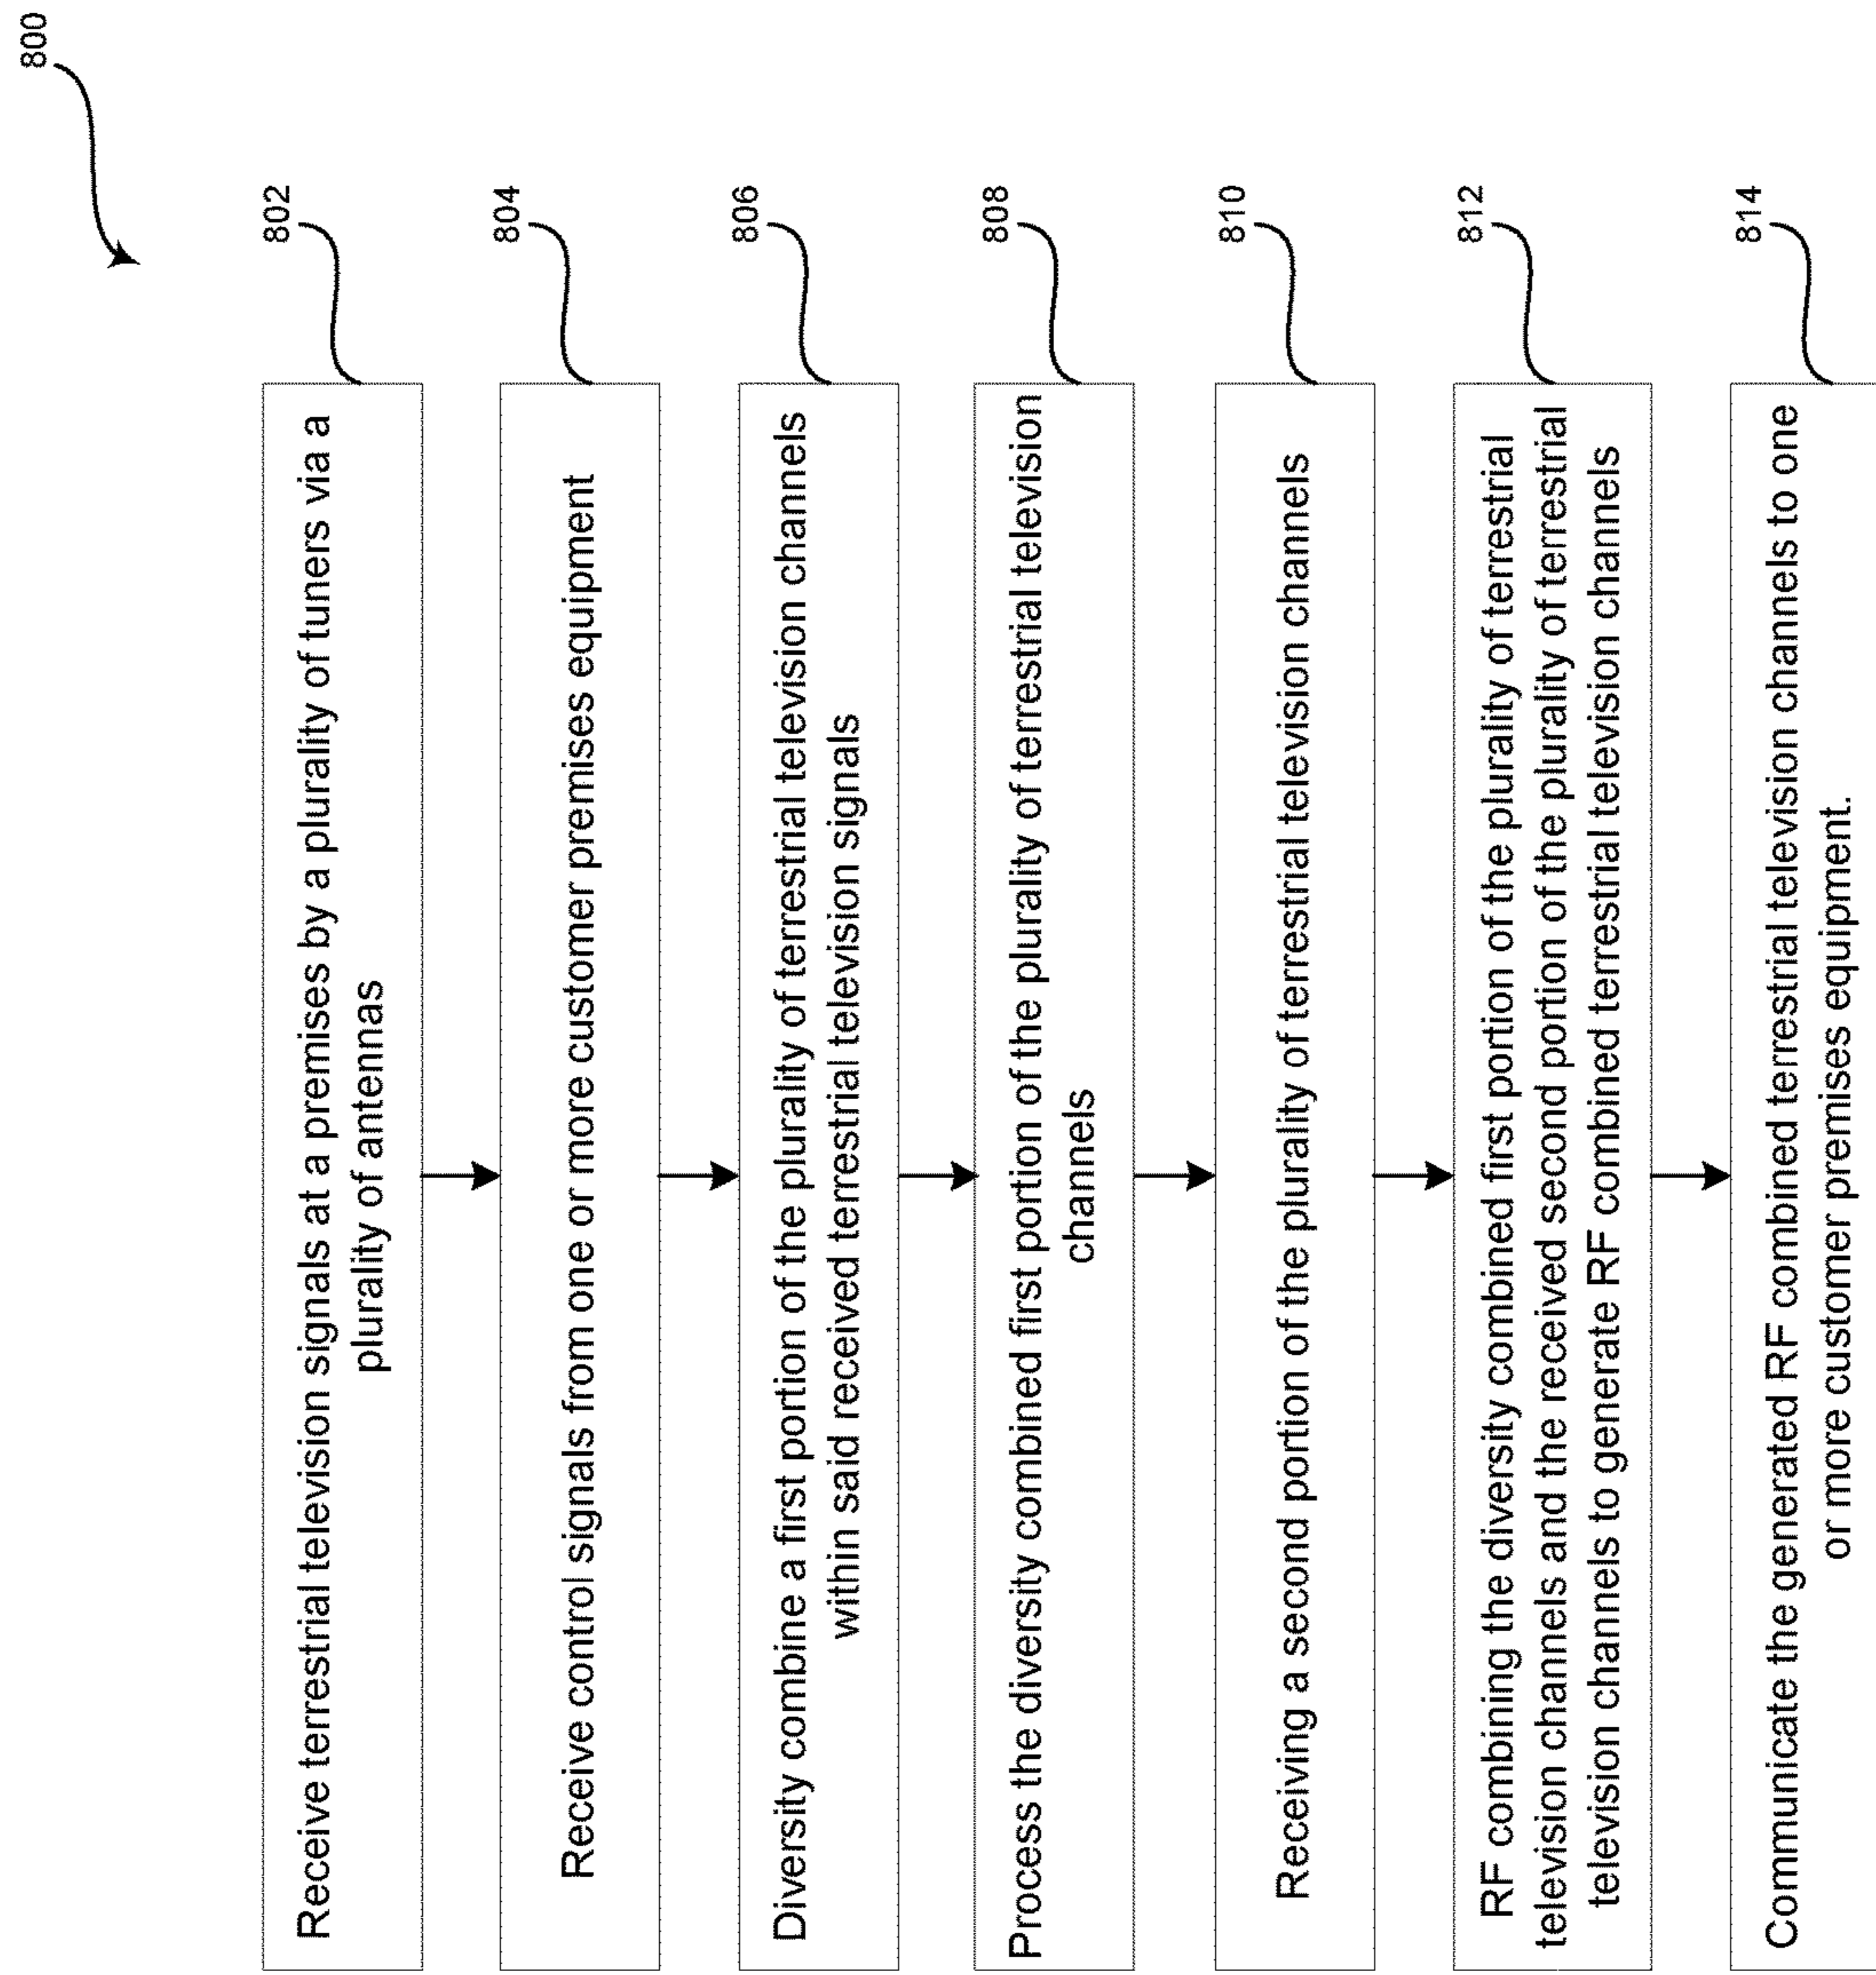 800
802
Receive terrestrial television signals at a premises by a plurality of tuners via a
plurality of antennas
804
Receive control signals from one or more customer premises equipment
806
Diversity combine a first portion of the plurality of terrestrial television channels
within said received terrestrial television signals
808
Process the diversity combined first portion of the plurality of terrestrial television
channels
810
Receiving a second portion of the plurality of terrestrial television channels
812
RF combining the diversity combined first portion of the plurality of terrestrial
television channels and the received second portion of the plurality of terrestrial
television channels to generate RF combined terrestrial television channels
814
Communicate the generated RF combined terrestrial television channels to one
or more customer premises equipment.